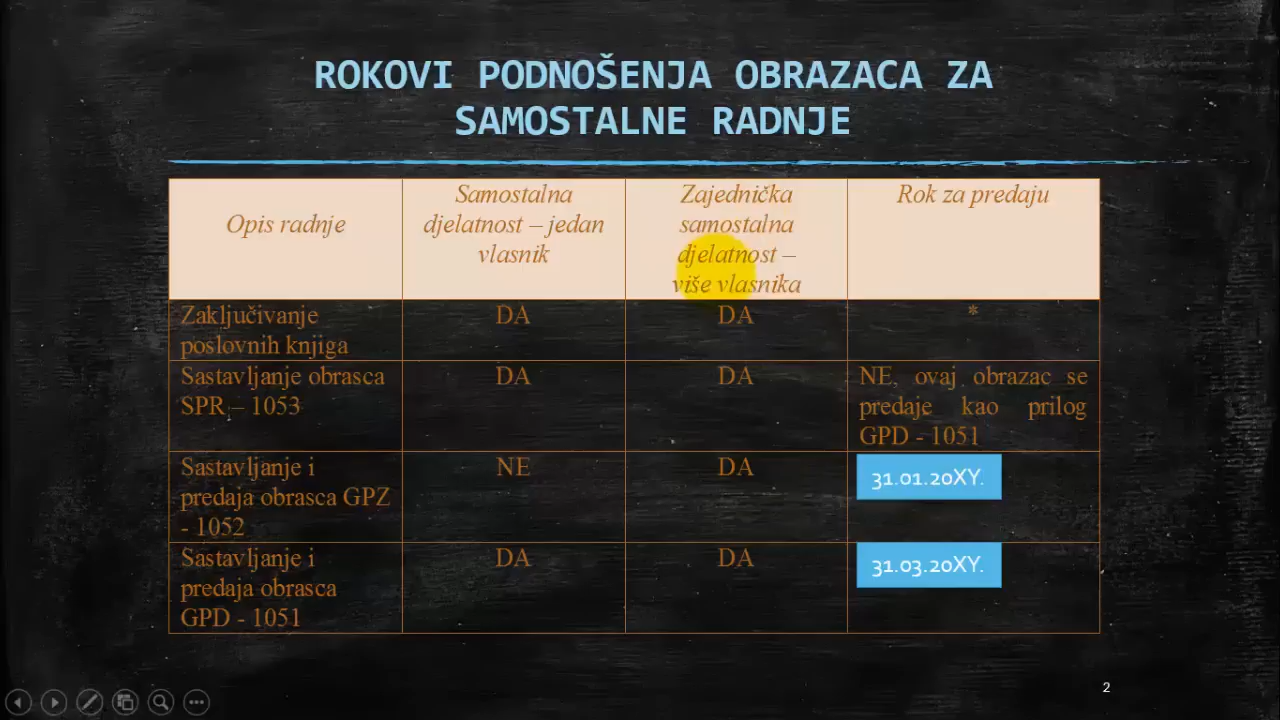 ROKOVI PODNOŠENJA OBRAZACA ZA
SAMOSTALNE RADNJE
Opis radnje
Samostalna
djelatnost – jedan
vlasnik
Zajednička
samostalna
djelatnost –
više vlasnika
Rok za predaju
Zaključivanje
poslovnih knjiga
DA
DA
*
Sastavljanje obrasca
SPR – 1053
DA
DA
NE, ovaj obrazac se
predaje kao prilog
GPD - 1051
Sastavljanje i
predaja obrasca GPZ
- 1052
NE
DA
31.01.20XY.
Sastavljanje i
predaja obrasca
GPD - 1051
DA
DA
31.03.20XY.
2